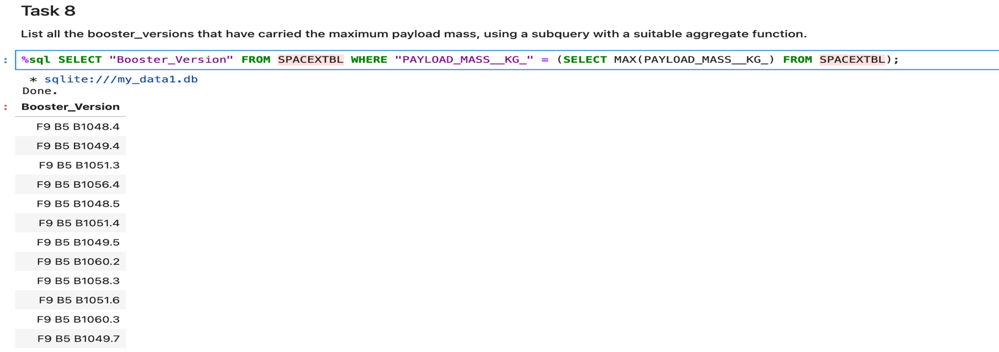 Task 8
List all the booster_versions that have carried the maximum payload mass, using a subquery with a suitable aggregate function.
: %sql SELECT "Booster_Version" FROM SPACEXTBL WHERE "PAYLOAD_MASS__KG_" = (SELECT MAX(PAYLOAD_MASS__KG_) FROM SPACEXTBL);
* sqlite:///my_data1.db
Done.
: Booster_Version
F9 B5 B1048.4
F9 B5 B1049.4
F9 B5 B1051.3
F9 B5 B1056.4
F9 B5 B1048.5
F9 B5 B1051.4
F9 B5 B1049.5
F9 B5 B1060.2
F9 B5 B1058.3
F9 B5 B1051.6
F9 B5 B1060.3
F9 B5 B1049.7